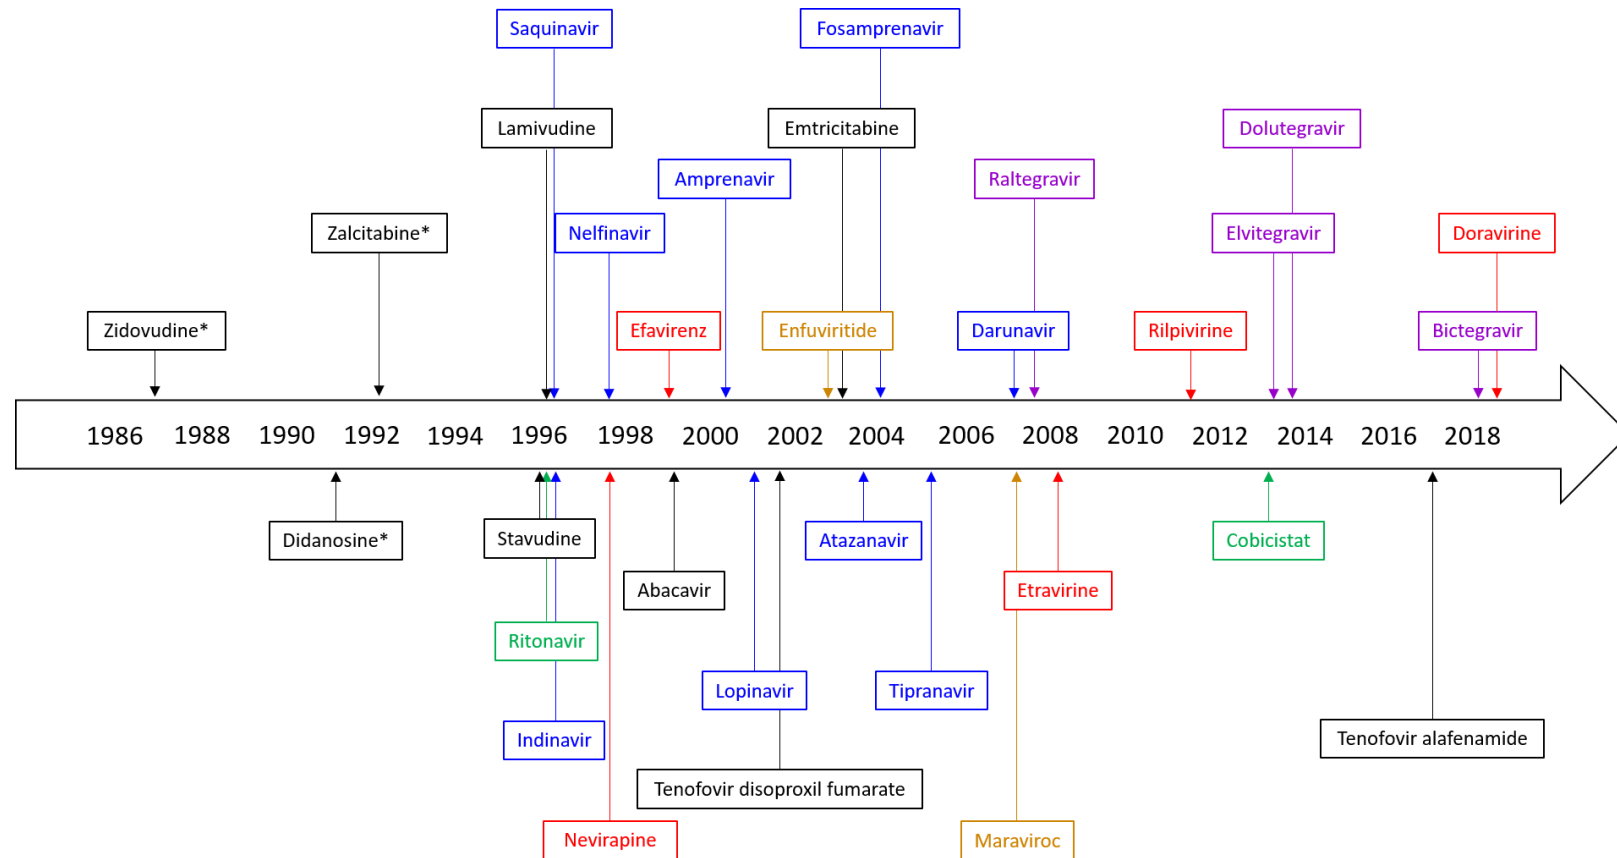 Saquinavir
Fosamprenavir
Lamivudine
Emtricitabine
Dolutegravir
Amprenavir
Raltegravir
Zalcitabine*
Nelfinavir
Elvitegravir
Doravirine
Zidovudine*
Efavirenz
Enfuviritide
Darunavir
Rilpivirine
Bictegravir
1986 1988 1990 1992 1994 1996 1998 2000 2002 2004 2006 2008 2010 2012 2014 2016 2018
Didanosine*
Stavudine
Atazanavir
Cobicistat
Abacavir
Etravirine
Ritonavir
Lopinavir
Tipranavir
Indinavir
Tenofovir alafenamide
Tenofovir disoproxil fumarate
Nevirapine
Maraviroc